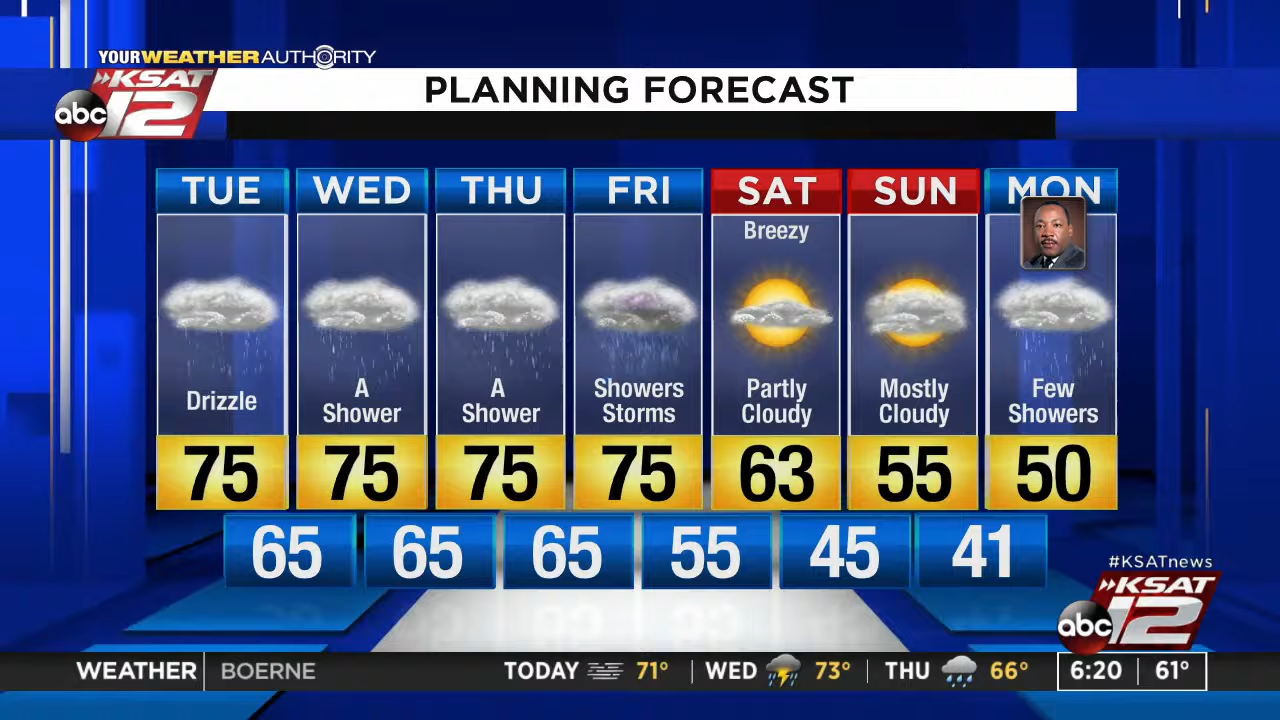 YOURWEATHERAUTHORITY
KSAT
abc 12
PLANNING FORECAST
TUE WED THU FRI SAT SUN MON
Breezy
Drizzle
A
Shower
A
Shower
Showers
Storms
Partly
Cloudy
Mostly
Cloudy
Few
Showers
75 75 75 75 63 55 50
65 65 65 55 45 41
#KSATnews
KSAT
abc 12
WEATHER BOERNE TODAY 71° WED 73° THU 66° 6:20 61°